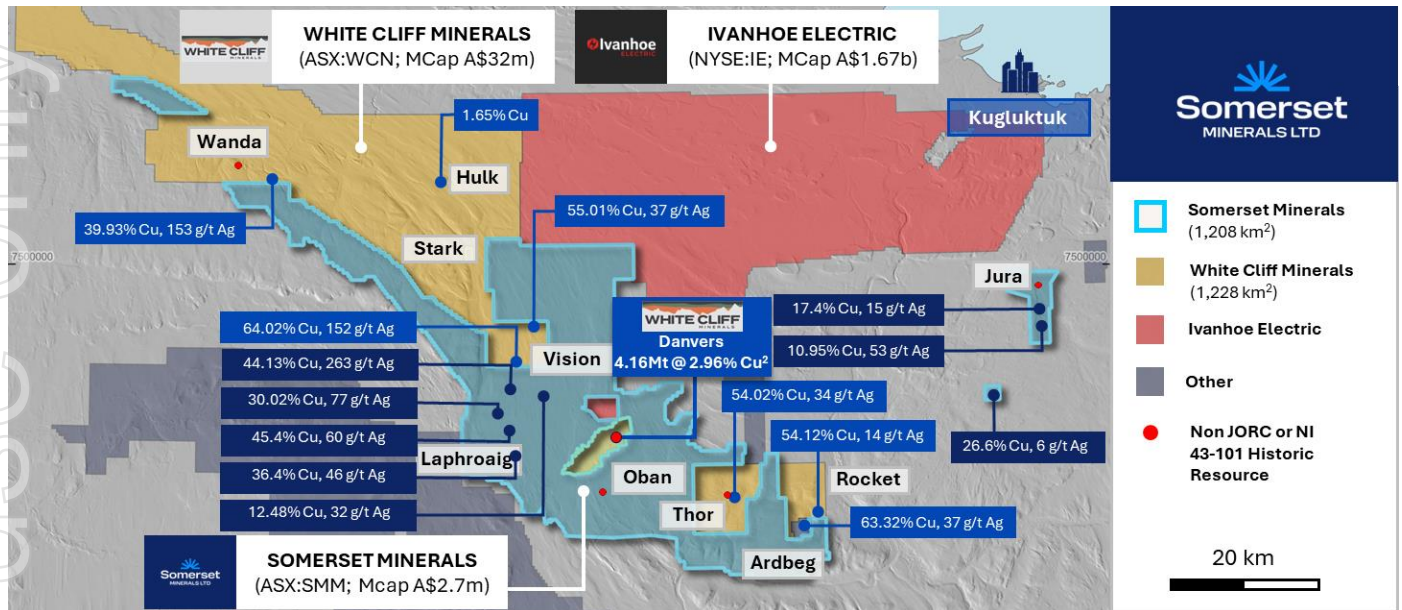 WHITE CLIFF
MINERALS
WHITE CLIFF MINERALS
(ASX:WCN; MCap A$32m)
Ivanhoe
ELECTRIC
IVANHOE ELECTRIC
(NYSE:IE; MCap A$1.67b)
Kugluktuk
1.65% Cu
Wanda
Hulk
39.93% Cu, 153 g/t Ag
55.01% Cu, 37 g/t Ag
Stark
7500000
7500000
Jura
64.02% Cu, 152 g/t Ag
44.13% Cu, 263 g/t Ag
30.02% Cu, 77 g/t Ag
45.4% Cu, 60 g/t Ag
36.4% Cu, 46 g/t Ag
12.48% Cu, 32 g/t Ag
Vision
WHITE CLIFF
MINERALS
Danvers
4.16Mt @ 2.96% Cu²
17.4% Cu, 15 g/t Ag
10.95% Cu, 53 g/t Ag
54.02% Cu, 34 g/t Ag
54.12% Cu, 14 g/t Ag
26.6% Cu, 6 g/t Ag
Laphroaig
Oban
Thor
Rocket
63.32% Cu, 37 g/t Ag
Ardbeg
Somerset
MINERALS LTD
SOMERSET MINERALS
(ASX:SMM; Mcap A$2.7m)
Somerset
MINERALS LTD
Somerset Minerals
(1,208 km²)
White Cliff Minerals
(1,228 km²)
Ivanhoe Electric
Other
Non JORC or NI
43-101 Historic
Resource
20 km